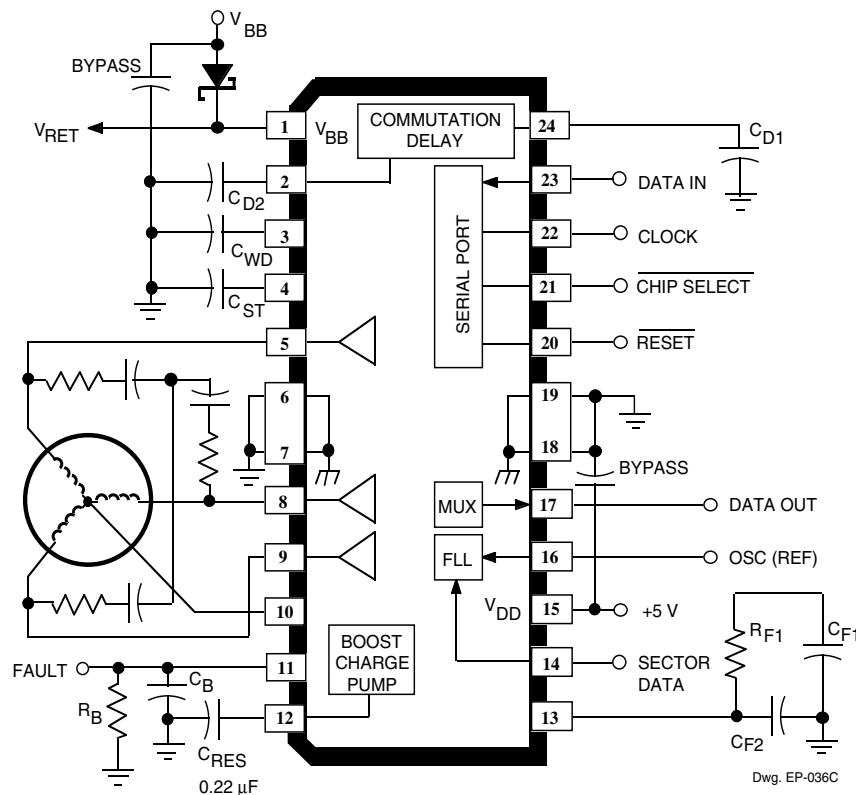 V BB
BYPASS
V RET
1
V BB
COMMUTATION
DELAY
24
C D1
2
C D2
23
DATA IN
3
C WD
22
CLOCK
4
C ST
21
CHIP SELECT
SERIAL PORT
5
20
RESET
6
19
7
18
BYPASS
8
MUX
17
DATA OUT
9
FLL
16
OSC (REF)
10
V DD
15
+5 V
R F1
C F1
FAULT
11
BOOST
CHARGE
PUMP
14
SECTOR
DATA
C B
R B
12
13
C F2
C RES
0.22 µF
Dwg. EP-036C